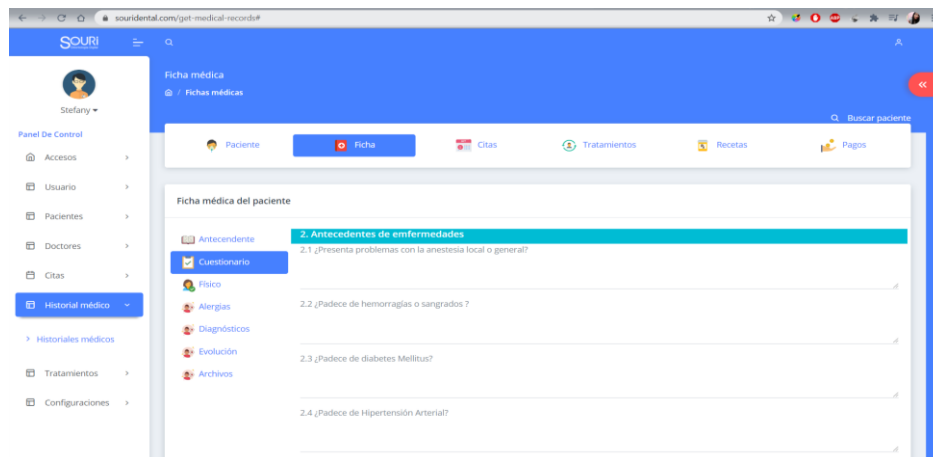 souridental.com/get-medical-records#
SOURI
Ficha médica
/ Fichas médicas
Stefany
Buscar paciente
Panel De Control
Accesos
Usuario
Pacientes
Doctores
Citas
Historial médico
Historiales médicos
Tratamientos
Configuraciones
Paciente
Ficha
Citas
Tratamientos
Recetas
Pagos
Ficha médica del paciente
Antecendente
Cuestionario
Físico
Alergias
Diagnósticos
Evolución
Archivos
2. Antecedentes de emfermedades
2.1 ¿Presenta problemas con la anestesia local o general?
2.2 ¿Padece de hemorragías o sangrados ?
2.3 ¿Padece de diabetes Mellitus?
2.4 ¿Padece de Hipertensión Arterial?